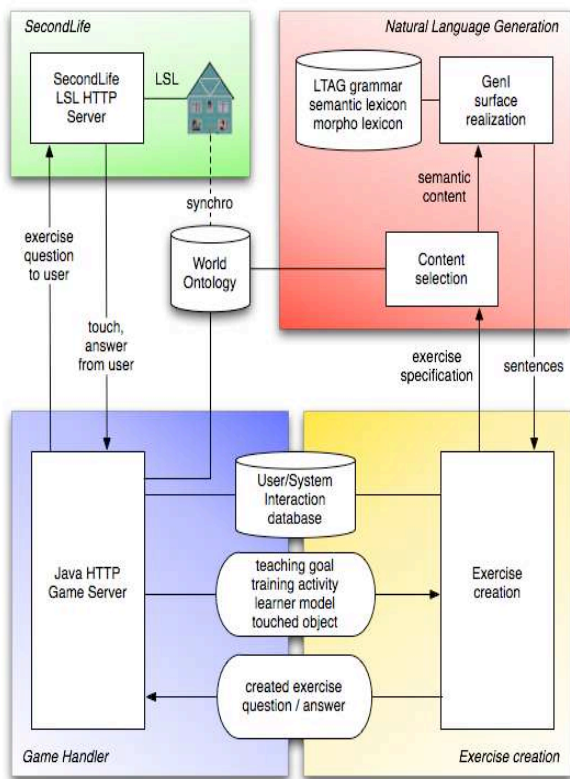 SecondLife
SecondLife
LSL HTTP
Server
LSL
synchro
Natural Language Generation
LTAG grammar
semantic lexicon
morpho lexicon
GenI
surface
realization
semantic
content
Content
selection
World
Ontology
exercise
question
to user
touch,
answer
from user
exercise
specification
sentences
Java HTTP
Game Server
User/System
Interaction
database
teaching goal
training activity
learner model
touched object
created exercise
question / answer
Exercise
creation
Game Handler
Exercise creation